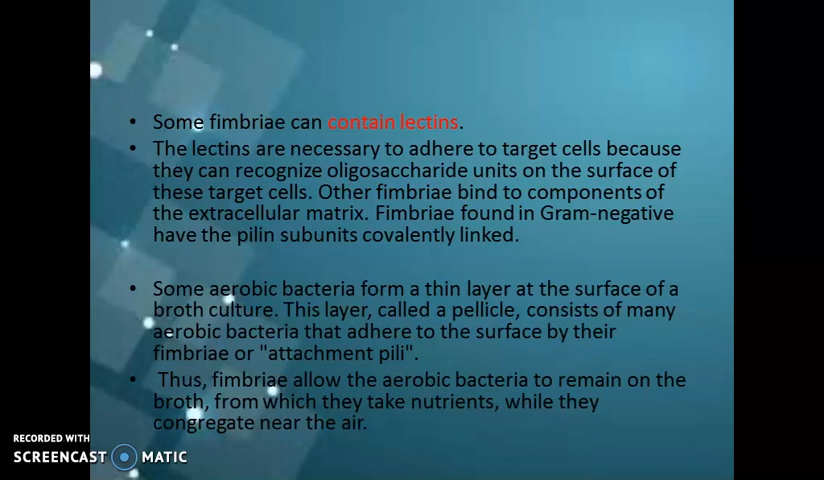 • Some fimbriae can contain lectins.
• The lectins are necessary to adhere to target cells because
they can recognize oligosaccharide units on the surface of
these target cells. Other fimbriae bind to components of
the extracellular matrix. Fimbriae found in Gram-negative
have the pilin subunits covalently linked.
• Some aerobic bacteria form a thin layer at the surface of a
broth culture. This layer, called a pellicle, consists of many
aerobic bacteria that adhere to the surface by their
fimbriae or "attachment pili".
• Thus, fimbriae allow the aerobic bacteria to remain on the
broth, from which they take nutrients, while they
congregate near the air.
RECORDED WITH
SCREENCAST MATIC